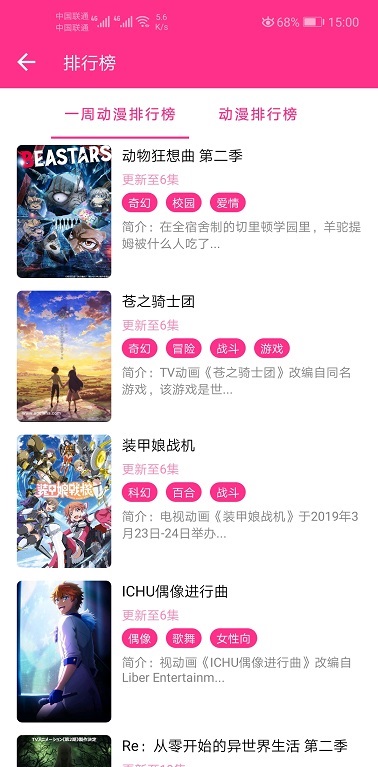 中国联通 4G 4G 5.6 K/s 68% 15:00
中国联通
排行榜
一周动漫排行榜 动漫排行榜
BEASTARS
动物狂想曲 第二季
更新至6集
奇幻 校园 爱情
简介：在全宿舍制的切里顿学园里，羊驼提
姆被什么人吃了...
苍之骑士团
更新至6集
奇幻 冒险 战斗 游戏
简介：TV动画《苍之骑士团》改编自同名
游戏，该游戏是世...
装甲娘战机
更新至6集
科幻 百合 战斗
简介：电视动画《装甲娘战机》于2019年3
月23日-24日举办...
装甲娘戦機
ICHU偶像进行曲
更新至6集
偶像 歌舞 女性向
简介：视动画《ICHU偶像进行曲》改编自
Liber Entertainm...
Re：从零开始的异世界生活 第二季